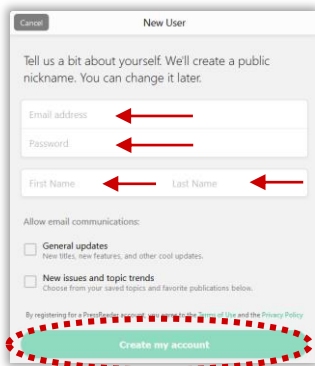 Cancel New User
Tell us a bit about yourself. We'll create a public
nickname. You can change it later.
Email address
Password
First Name Last Name
Allow email communications:
General updates
New titles, new features, and other cool updates.
New issues and topic trends
Choose from your saved topics and favorite publications below.
By registering for a PressReader account, you agree to the Terms of Use and the Privacy Policy
Create my account